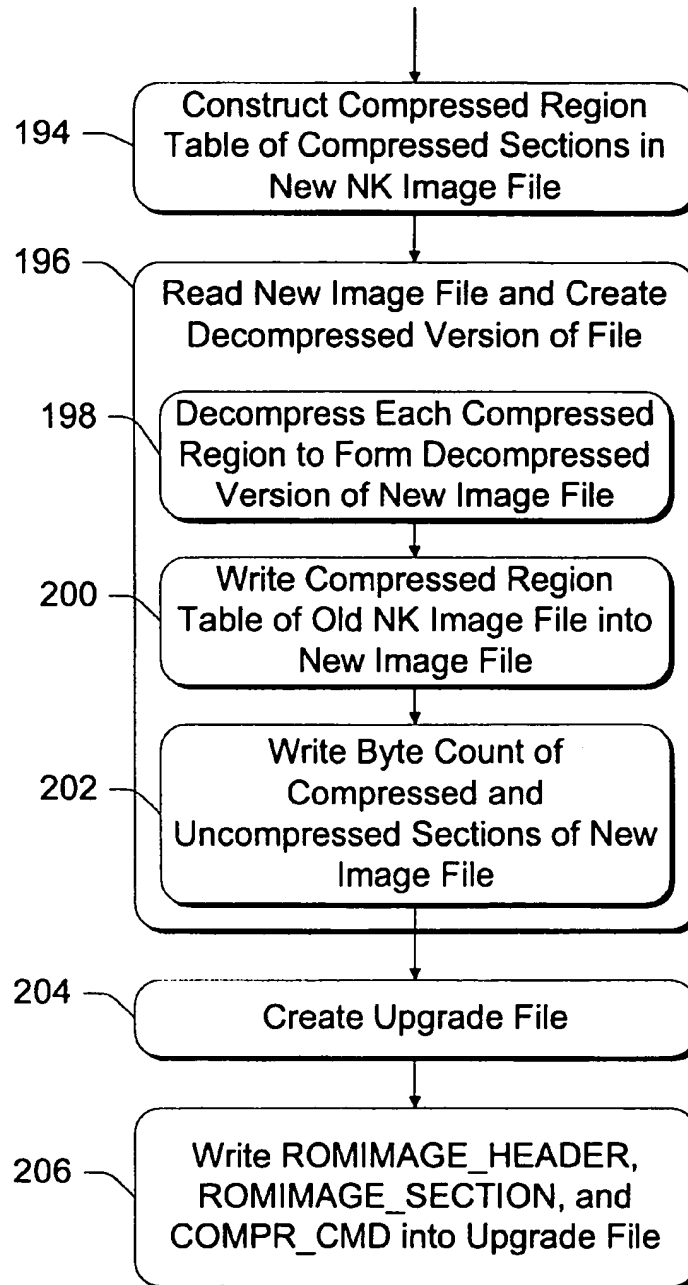 194
Construct Compressed Region
Table of Compressed Sections in
New NK Image File
196
Read New Image File and Create
Decompressed Version of File
198
Decompress Each Compressed
Region to Form Decompressed
Version of New Image File
200
Write Compressed Region
Table of Old NK Image File into
New Image File
202
Write Byte Count of
Compressed and
Uncompressed Sections of New
Image File
204
Create Upgrade File
206
Write ROMIMAGE_HEADER,
ROMIMAGE_SECTION, and
COMPR_CMD into Upgrade File